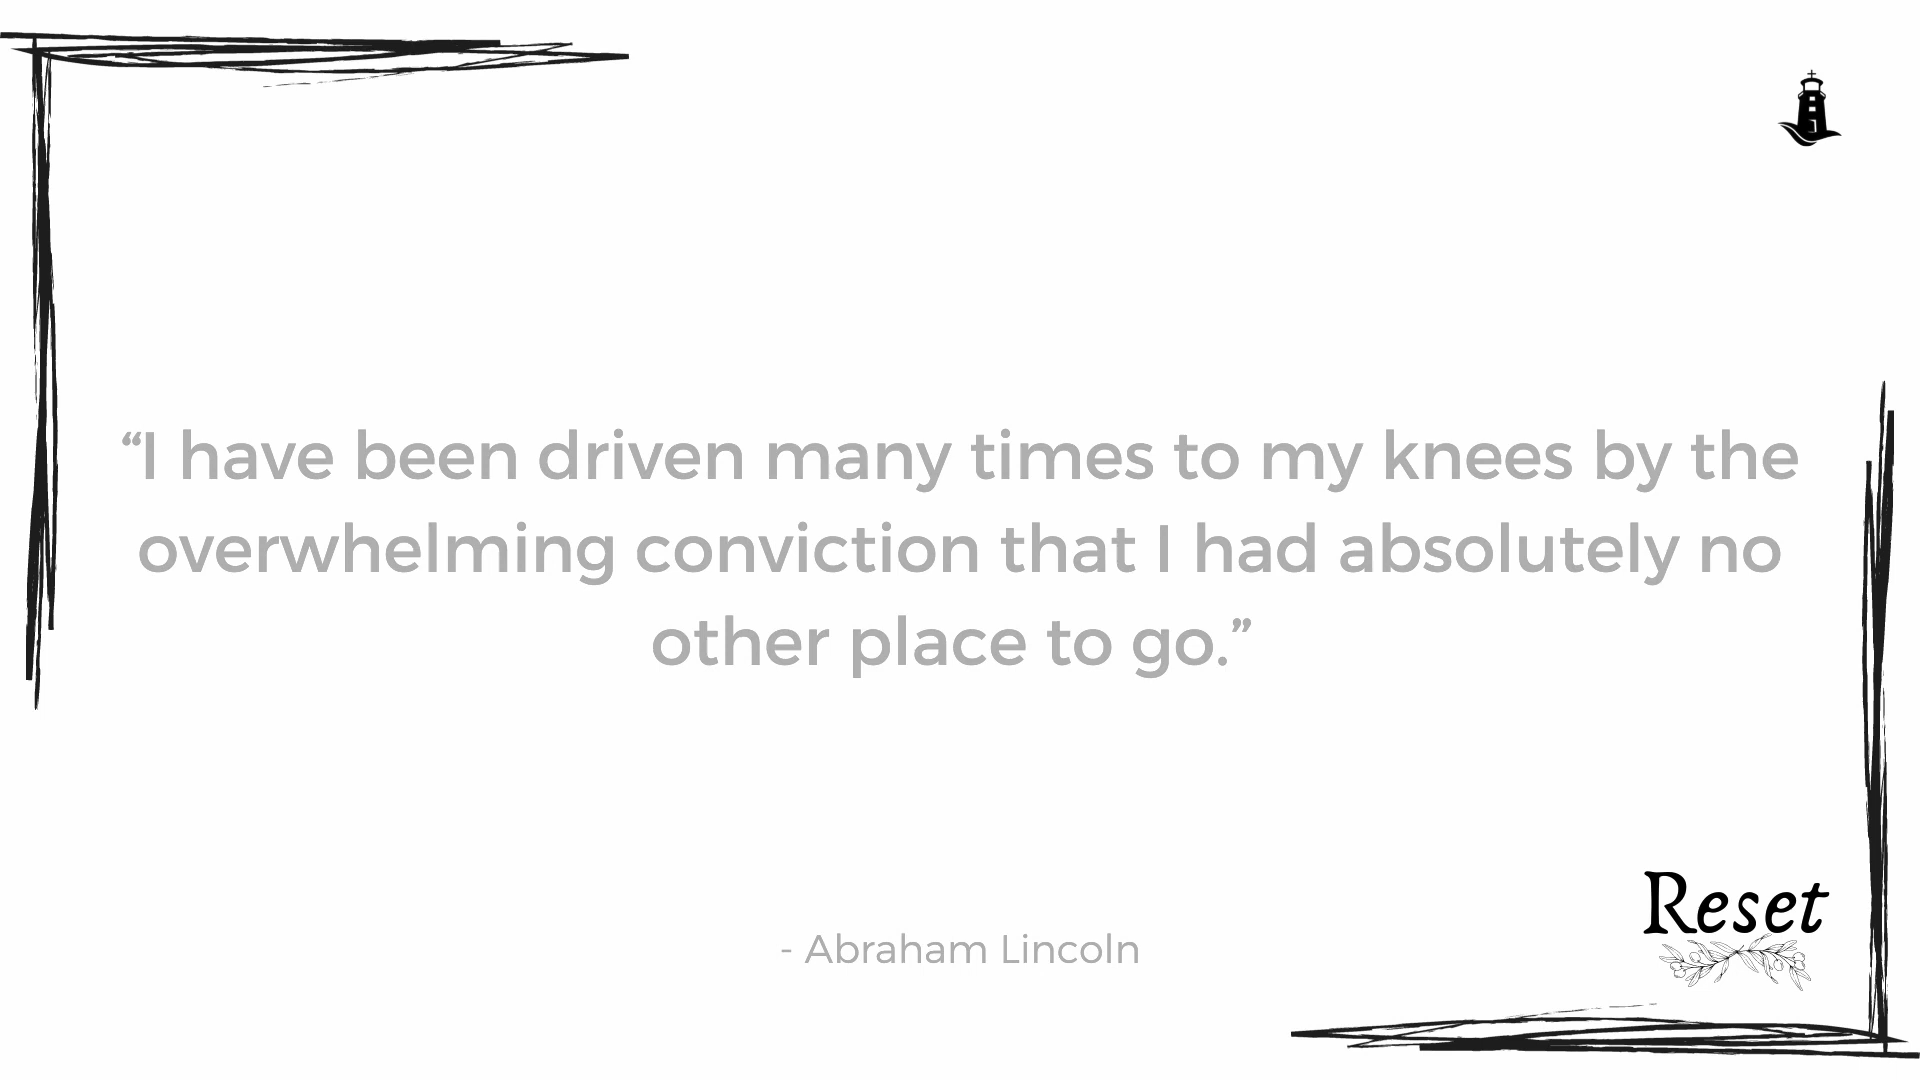 “I have been driven many times to my knees by the
overwhelming conviction that I had absolutely no
other place to go.”
- Abraham Lincoln
Reset